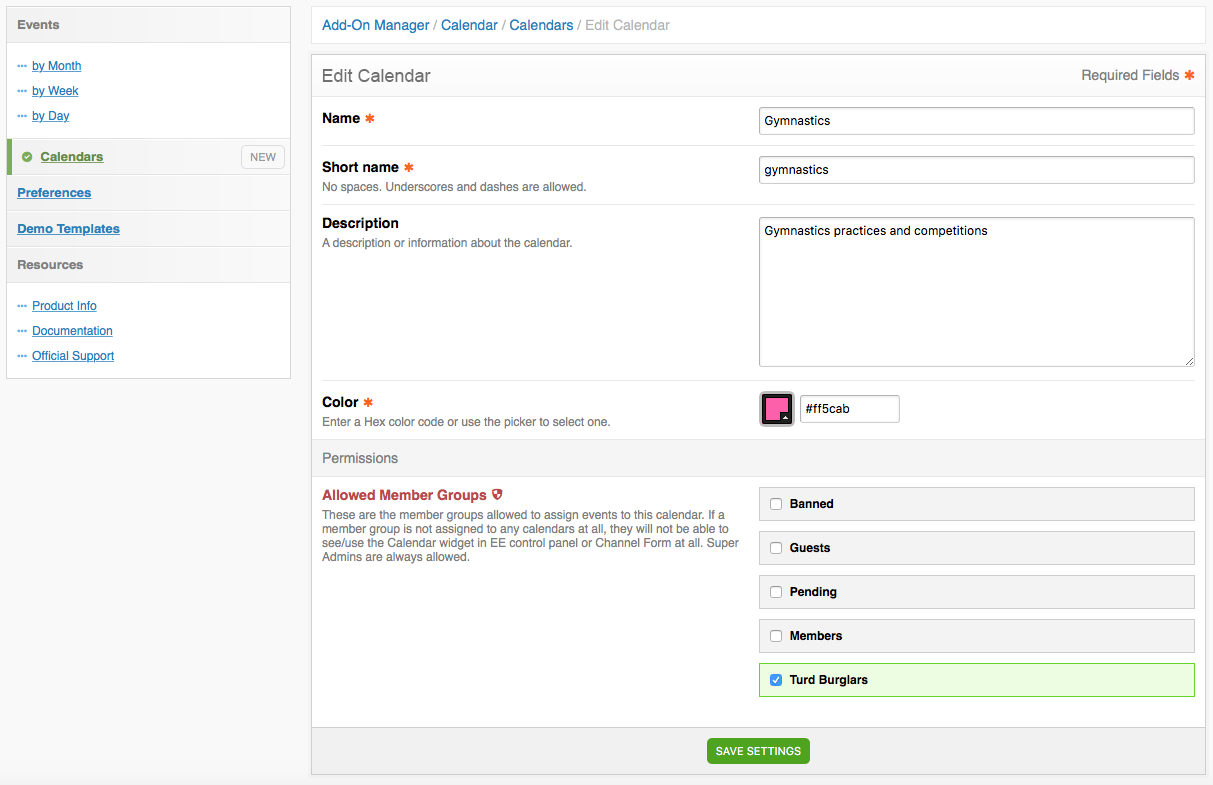 Events
by Month
by Week
by Day
Calendars
NEW
Preferences
Demo Templates
Resources
Product Info
Documentation
Official Support
Add-On Manager / Calendar / Calendars / Edit Calendar
Edit Calendar
Required Fields *
Name *
Gymnastics
Short name *
No spaces. Underscores and dashes are allowed.
gymnastics
Description
A description or information about the calendar.
Gymnastics practices and competitions
Color *
Enter a Hex color code or use the picker to select one.
#ff5cab
Permissions
Allowed Member Groups
These are the member groups allowed to assign events to this calendar. If a
member group is not assigned to any calendars at all, they will not be able to
see/use the Calendar widget in EE control panel or Channel Form at all. Super
Admins are always allowed.
Banned
Guests
Pending
Members
Turd Burglars
SAVE SETTINGS